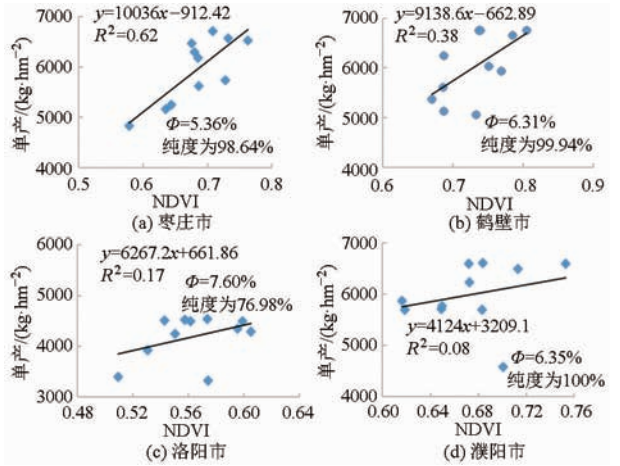 y=10036x−912.42
R²=0.62
Φ=5.36%
纯度为98.64%
单产/(kg·hm⁻²)
7000
6000
5000
4000
0.5 0.6 0.7 0.8
NDVI
(a) 枣庄市
y=9138.6x−662.89
R²=0.38
Φ=6.31%
纯度为99.94%
单产/(kg·hm⁻²)
7000
6000
5000
4000
0.6 0.7 0.8 0.9
NDVI
(b) 鹤壁市
y=6267.2x+661.86
R²=0.17
Φ=7.60%
纯度为76.98%
单产/(kg·hm⁻²)
6000
5000
4000
3000
0.48 0.52 0.56 0.60 0.64
NDVI
(c) 洛阳市
y=4124x+3209.1
R²=0.08
Φ=6.35%
纯度为100%
单产/(kg·hm⁻²)
7000
6000
5000
4000
0.60 0.64 0.68 0.72 0.76
NDVI
(d) 濮阳市